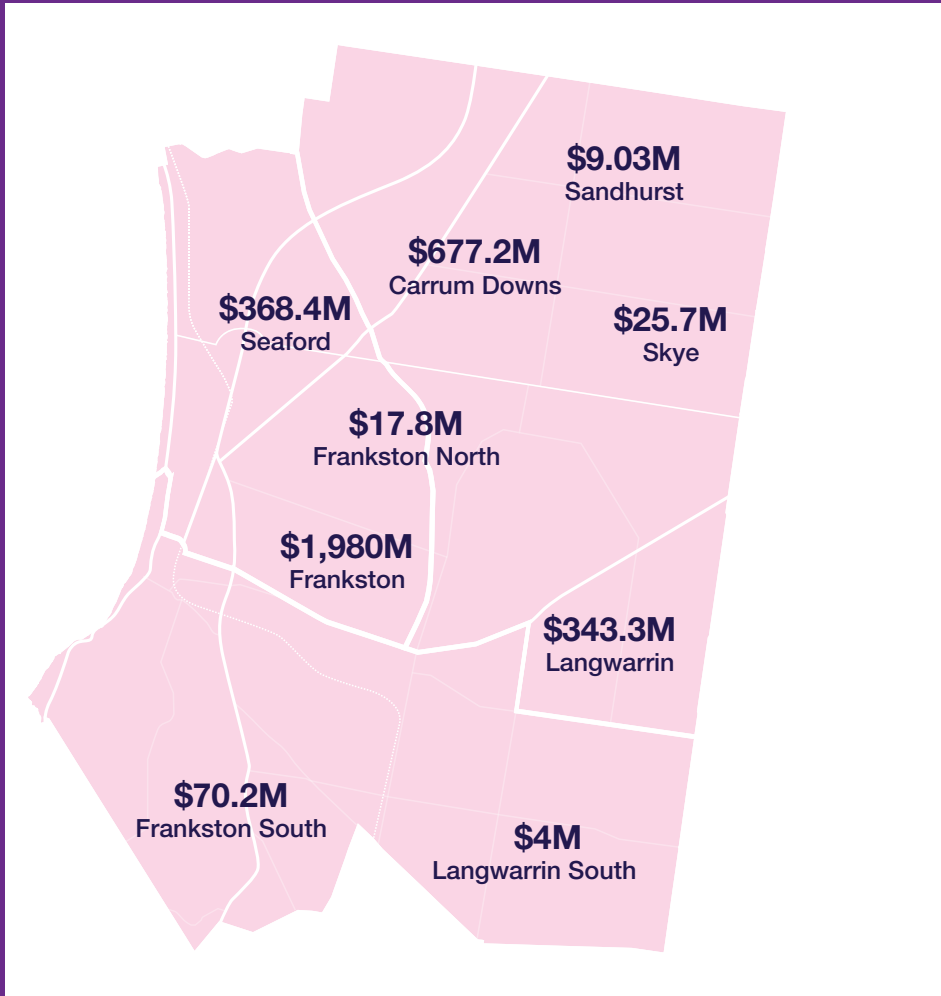 $9.03M
Sandhurst
$677.2M
Carrum Downs
$368.4M
Seaford
$25.7M
Skye
$17.8M
Frankston North
$1,980M
Frankston
$343.3M
Langwarrin
$70.2M
Frankston South
$4M
Langwarrin South